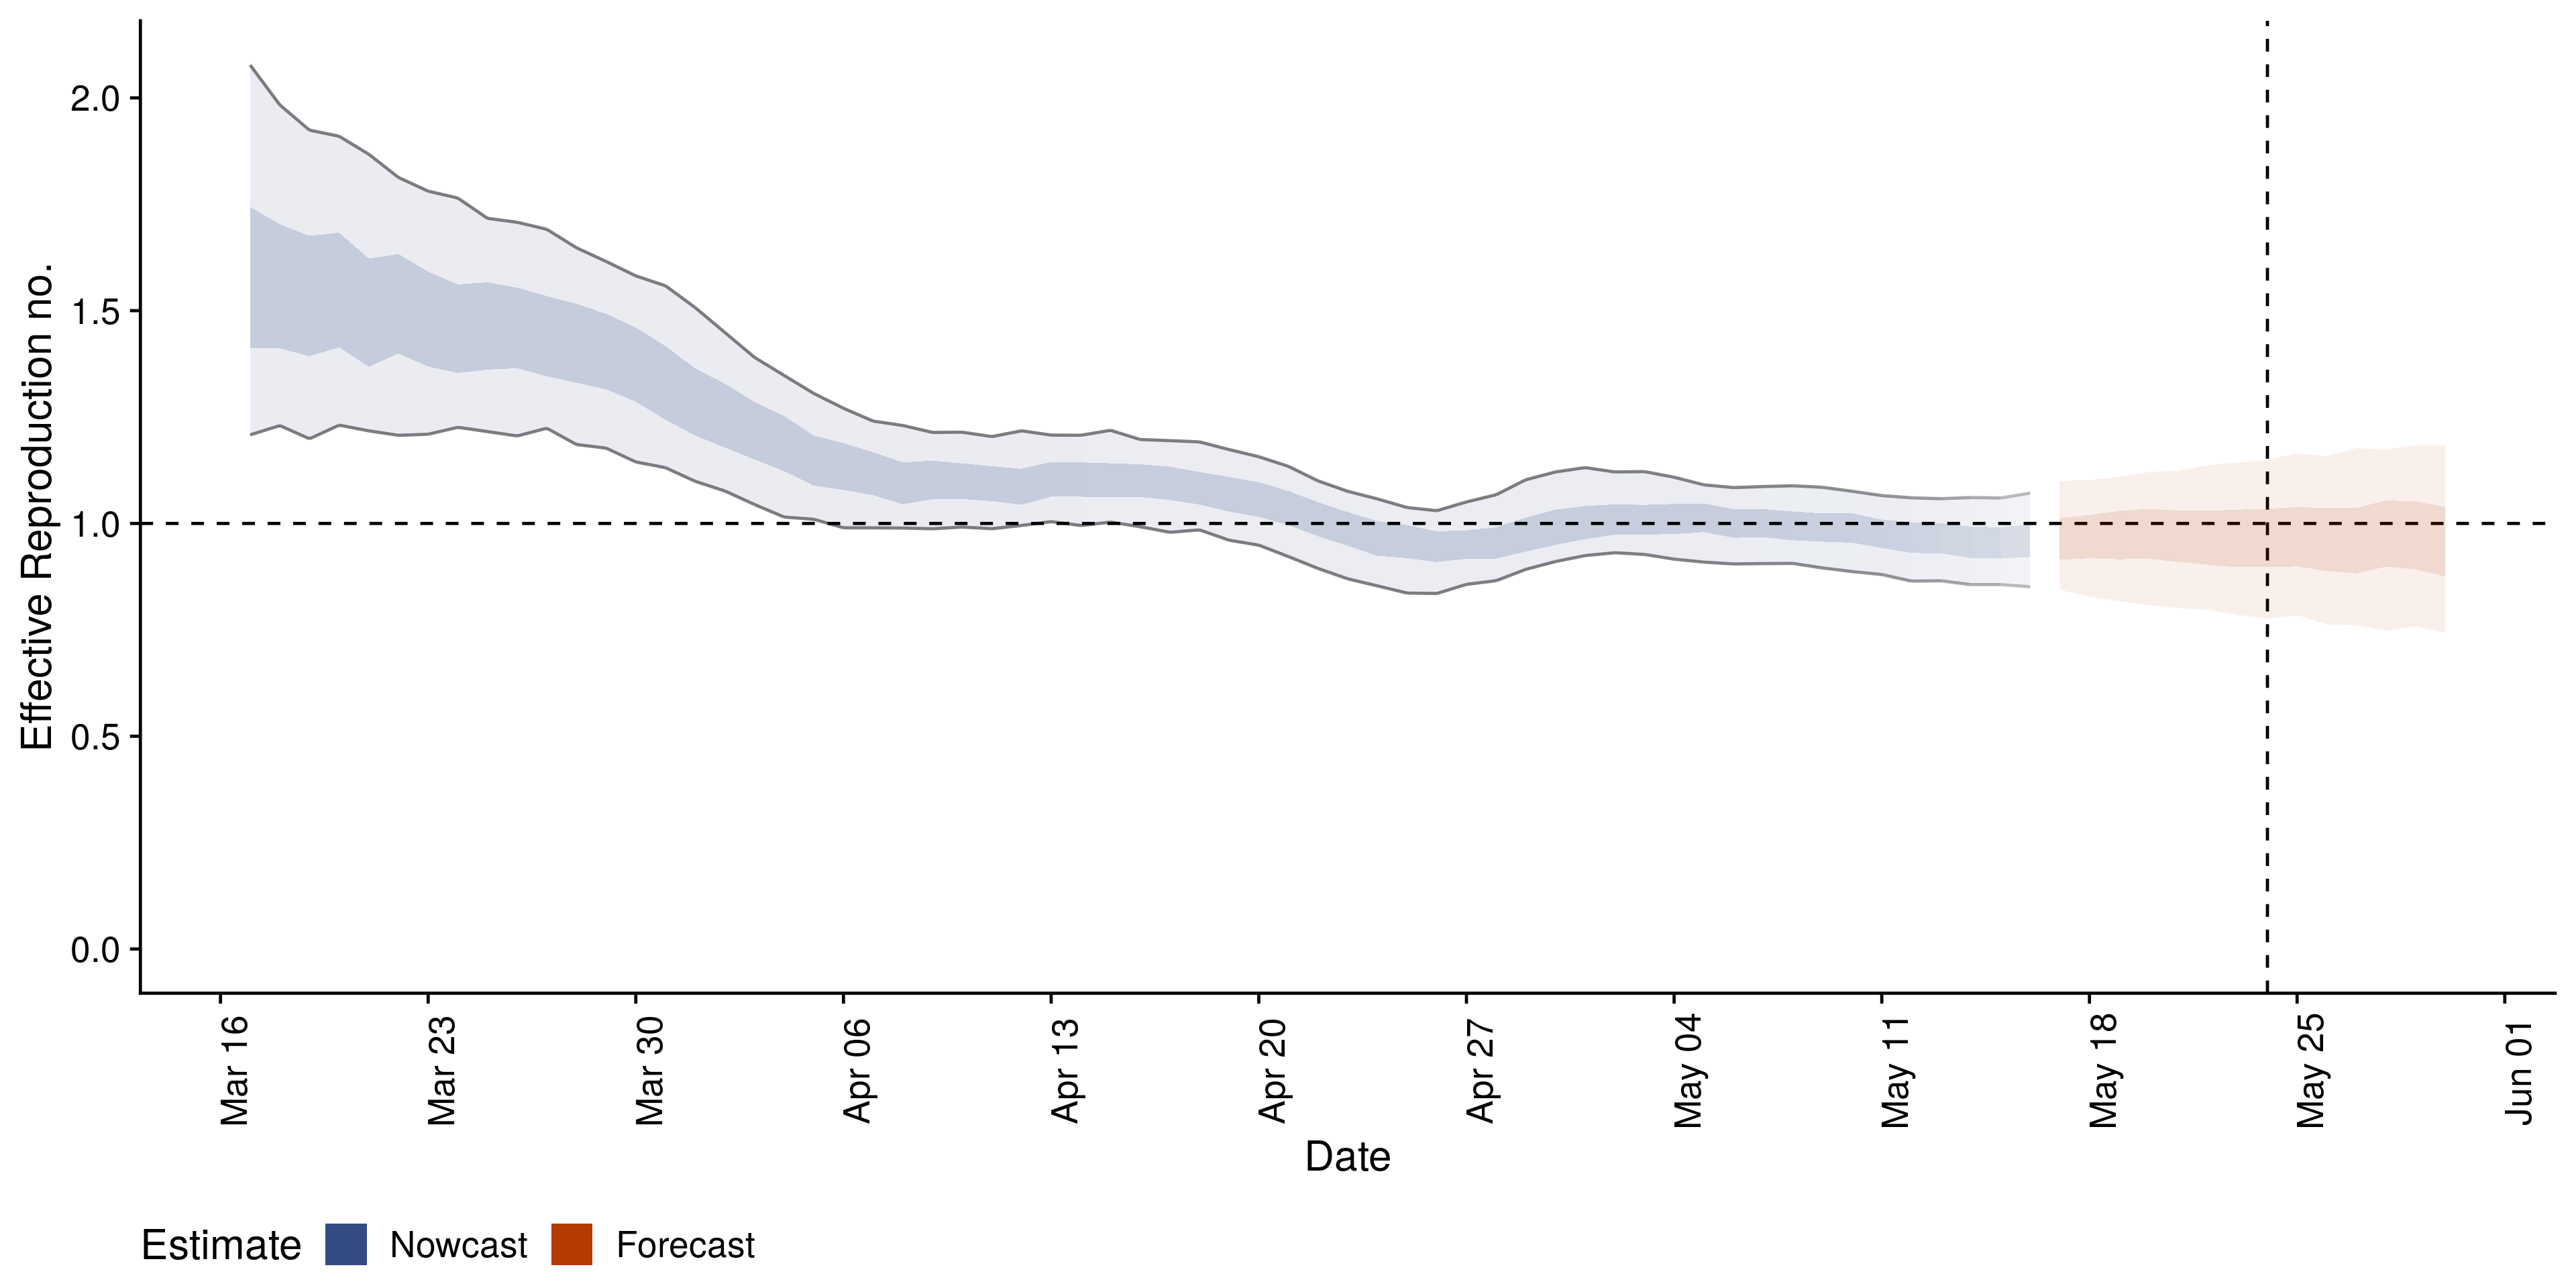 Effective Reproduction no.
2.0
1.5
1.0
0.5
0.0
Mar 16
Mar 23
Mar 30
Apr 06
Apr 13
Apr 20
Apr 27
May 04
May 11
May 18
May 25
Jun 01
Date
Estimate Nowcast Forecast